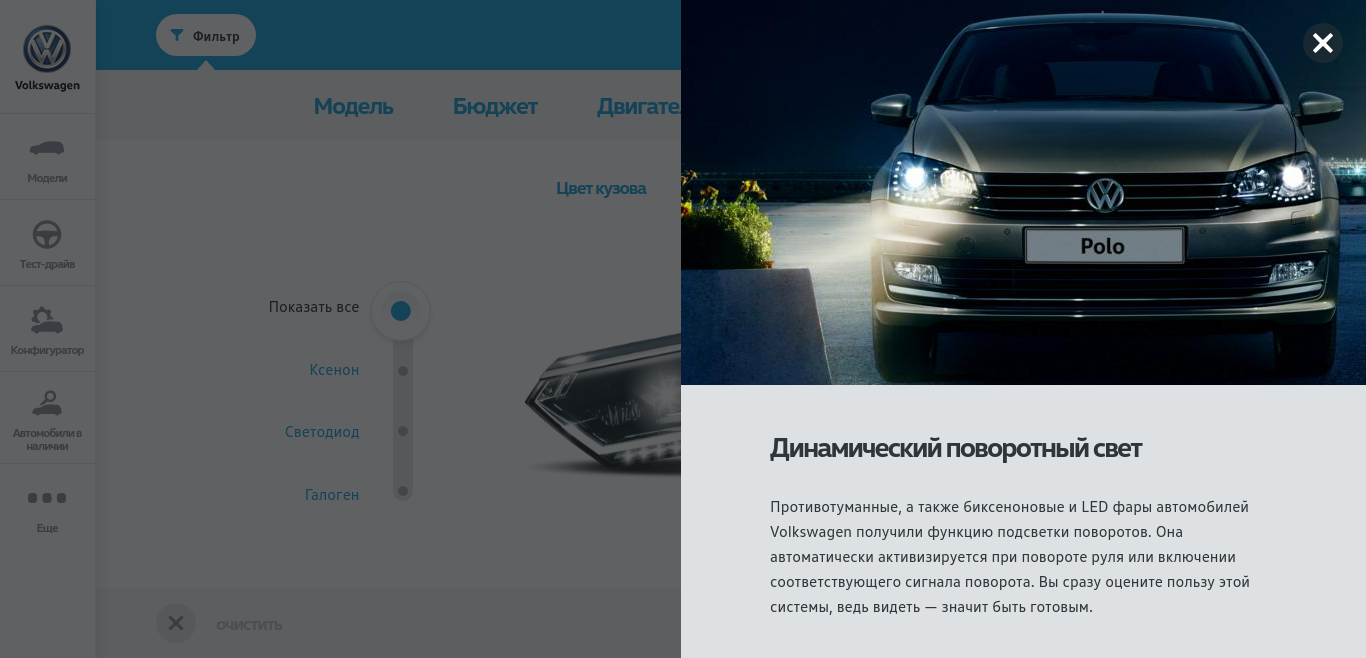 Volkswagen
Модели
Тест-драйв
Конфигуратор
Автомобили в
наличии
Еще
Фильтр
Модель Бюджет
Цвет кузова
Показать все
Ксенон
Светодиод
Галоген
ОЧИСТИТЬ
Polo
Динамический поворотный свет
Противотуманные, а также биксеноновые и LED фары автомобилей
Volkswagen получили функцию подсветки поворотов. Она
автоматически активизируется при повороте руля или включении
соответствующего сигнала поворота. Вы сразу оцените пользу этой
системы, ведь видеть — значит быть готовым.